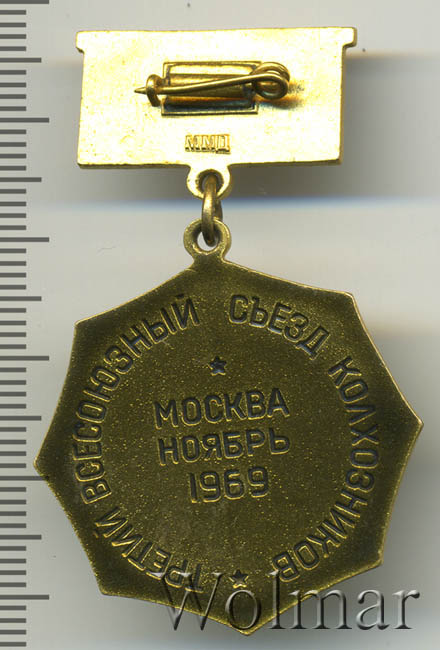 ММД
ТРЕТИЙ ВСЕСОЮЗНЫЙ СЪЕЗД КОЛХОЗНИКОВ
МОСКВА
НОЯБРЬ
1969
Wolmar